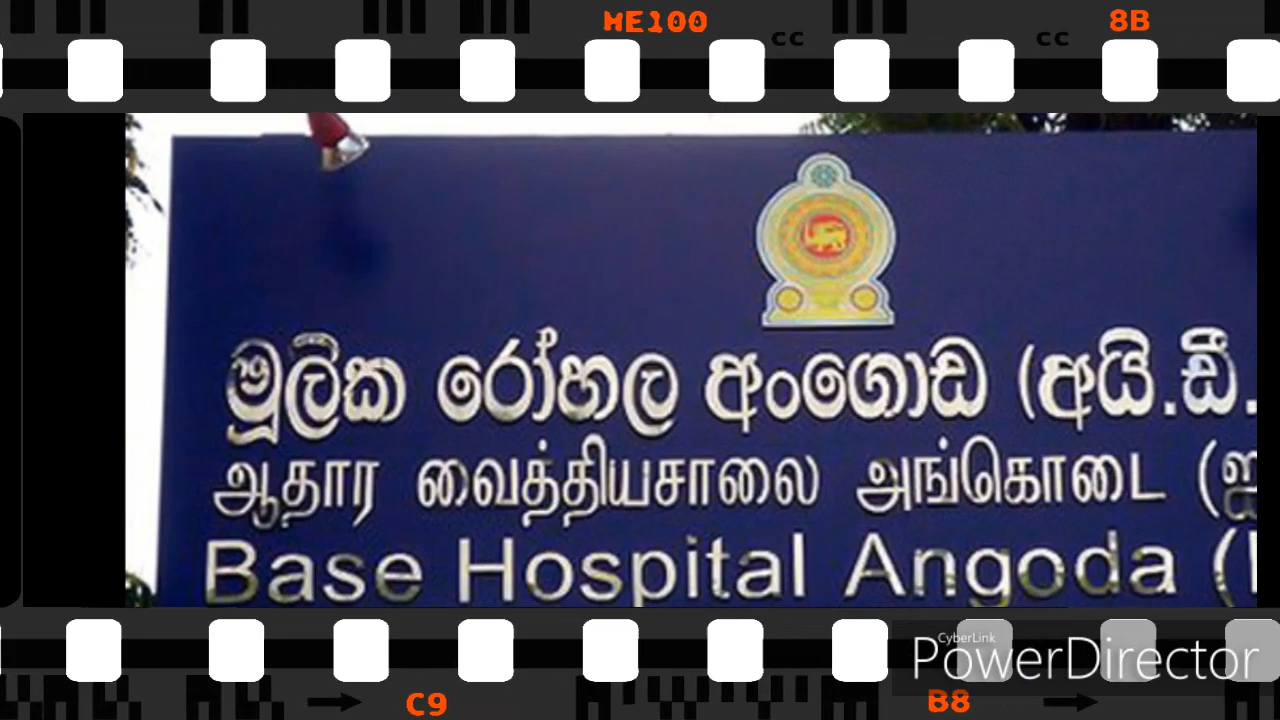 ME100
cc
cc
8B
මූලික රෝහල අංගොඩ (අයි.ඩී.
ஆதார வைத்தியசாலை அங்கொடை (ஐ
Base Hospital Angoda (
CyberLink
PowerDirector
C9
B8